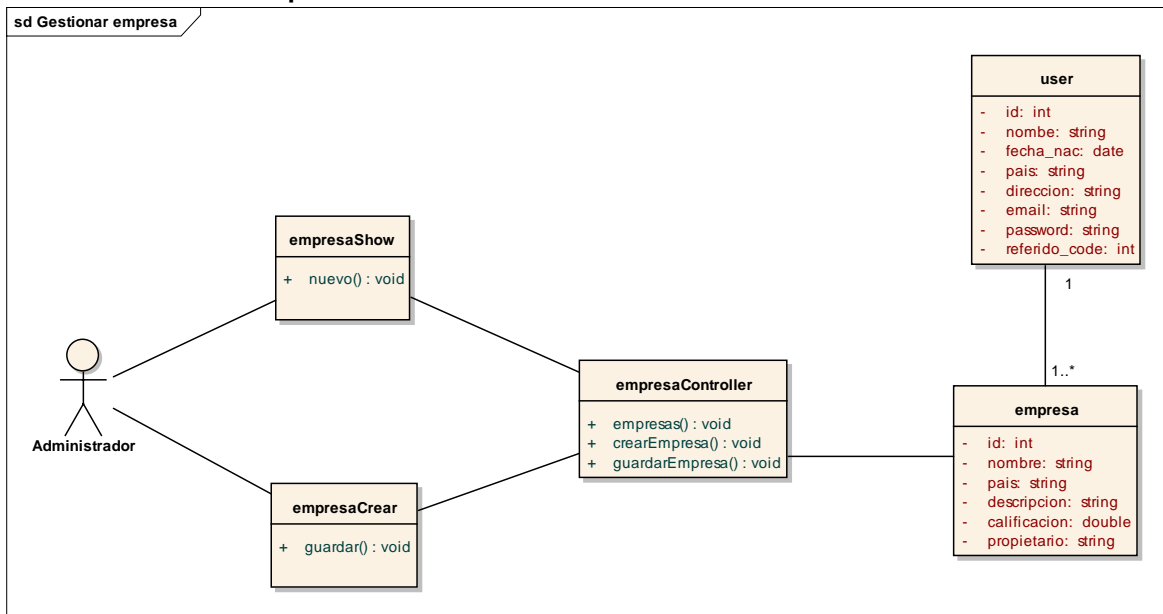 sd Gestionar empresa
user
- id: int
- nombe: string
- fecha_nac: date
- pais: string
- direccion: string
- email: string
- password: string
- referido_code: int
1
1..*
empresaShow
+ nuevo() : void
Administrador
empresaCrear
+ guardar() : void
empresaController
+ empresas() : void
+ crearEmpresa() : void
+ guardarEmpresa() : void
empresa
- id: int
- nombre: string
- pais: string
- descripcion: string
- calificacion: double
- propietario: string